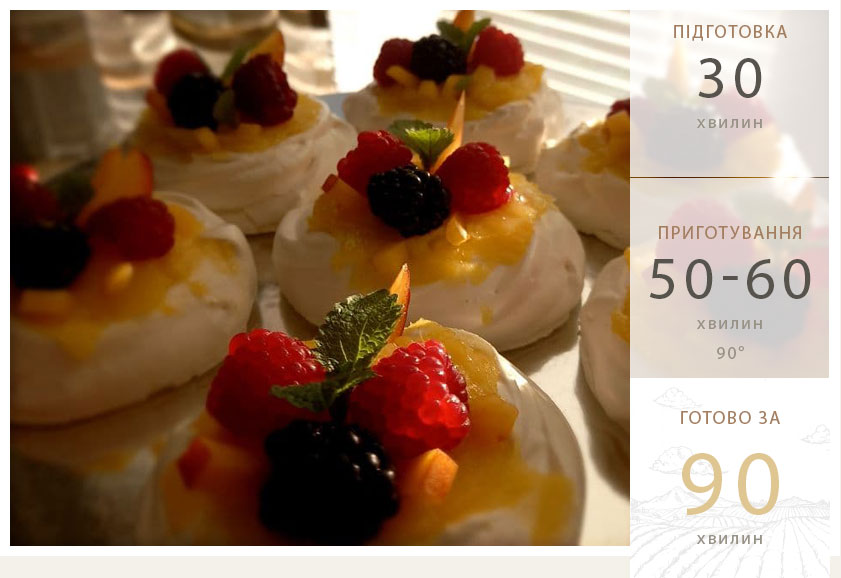 ПІДГОТОВКА
30
ХВИЛИН
ПРИГОТУВАННЯ
50-60
ХВИЛИН
90°
ГОТОВО ЗА
90
ХВИЛИН